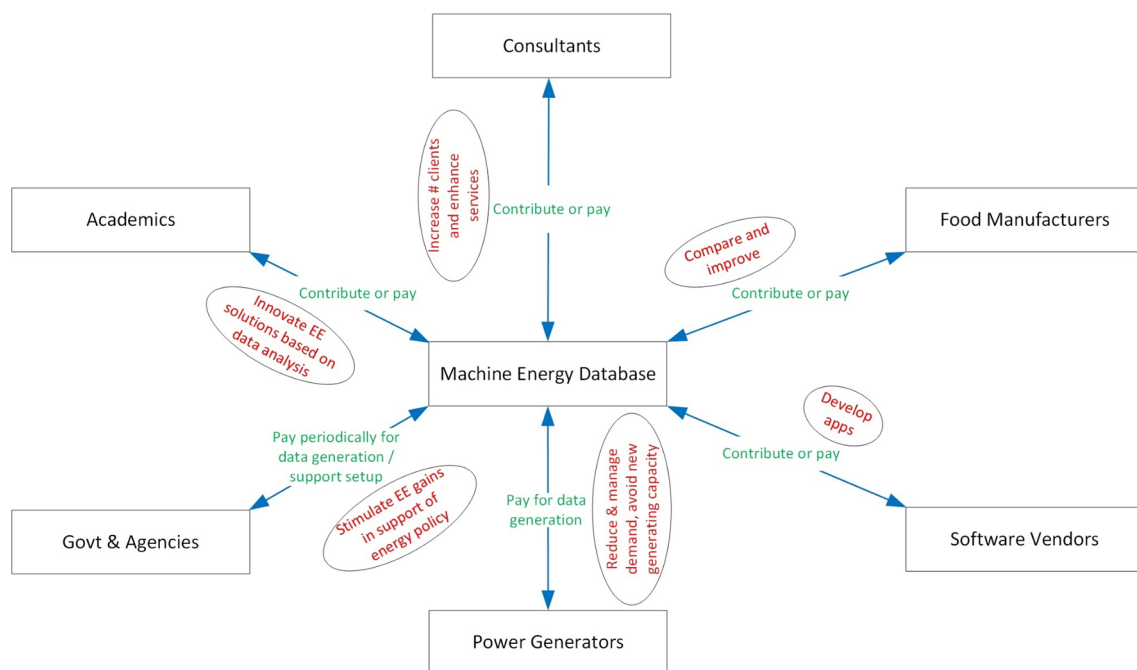 Consultants
Increase # clients
and enhance
services
Contribute or pay
Academics
Food Manufacturers
Compare and
improve
Contribute or pay
Contribute or pay
Innovate EE
solutions based on
data analysis
Machine Energy Database
Develop
apps
Contribute or pay
Pay periodically for
data generation /
support setup
Stimulate EE gains
in support of
energy policy
Pay for data
generation
Reduce & manage
demand, avoid new
generating capacity
Govt & Agencies
Software Vendors
Power Generators